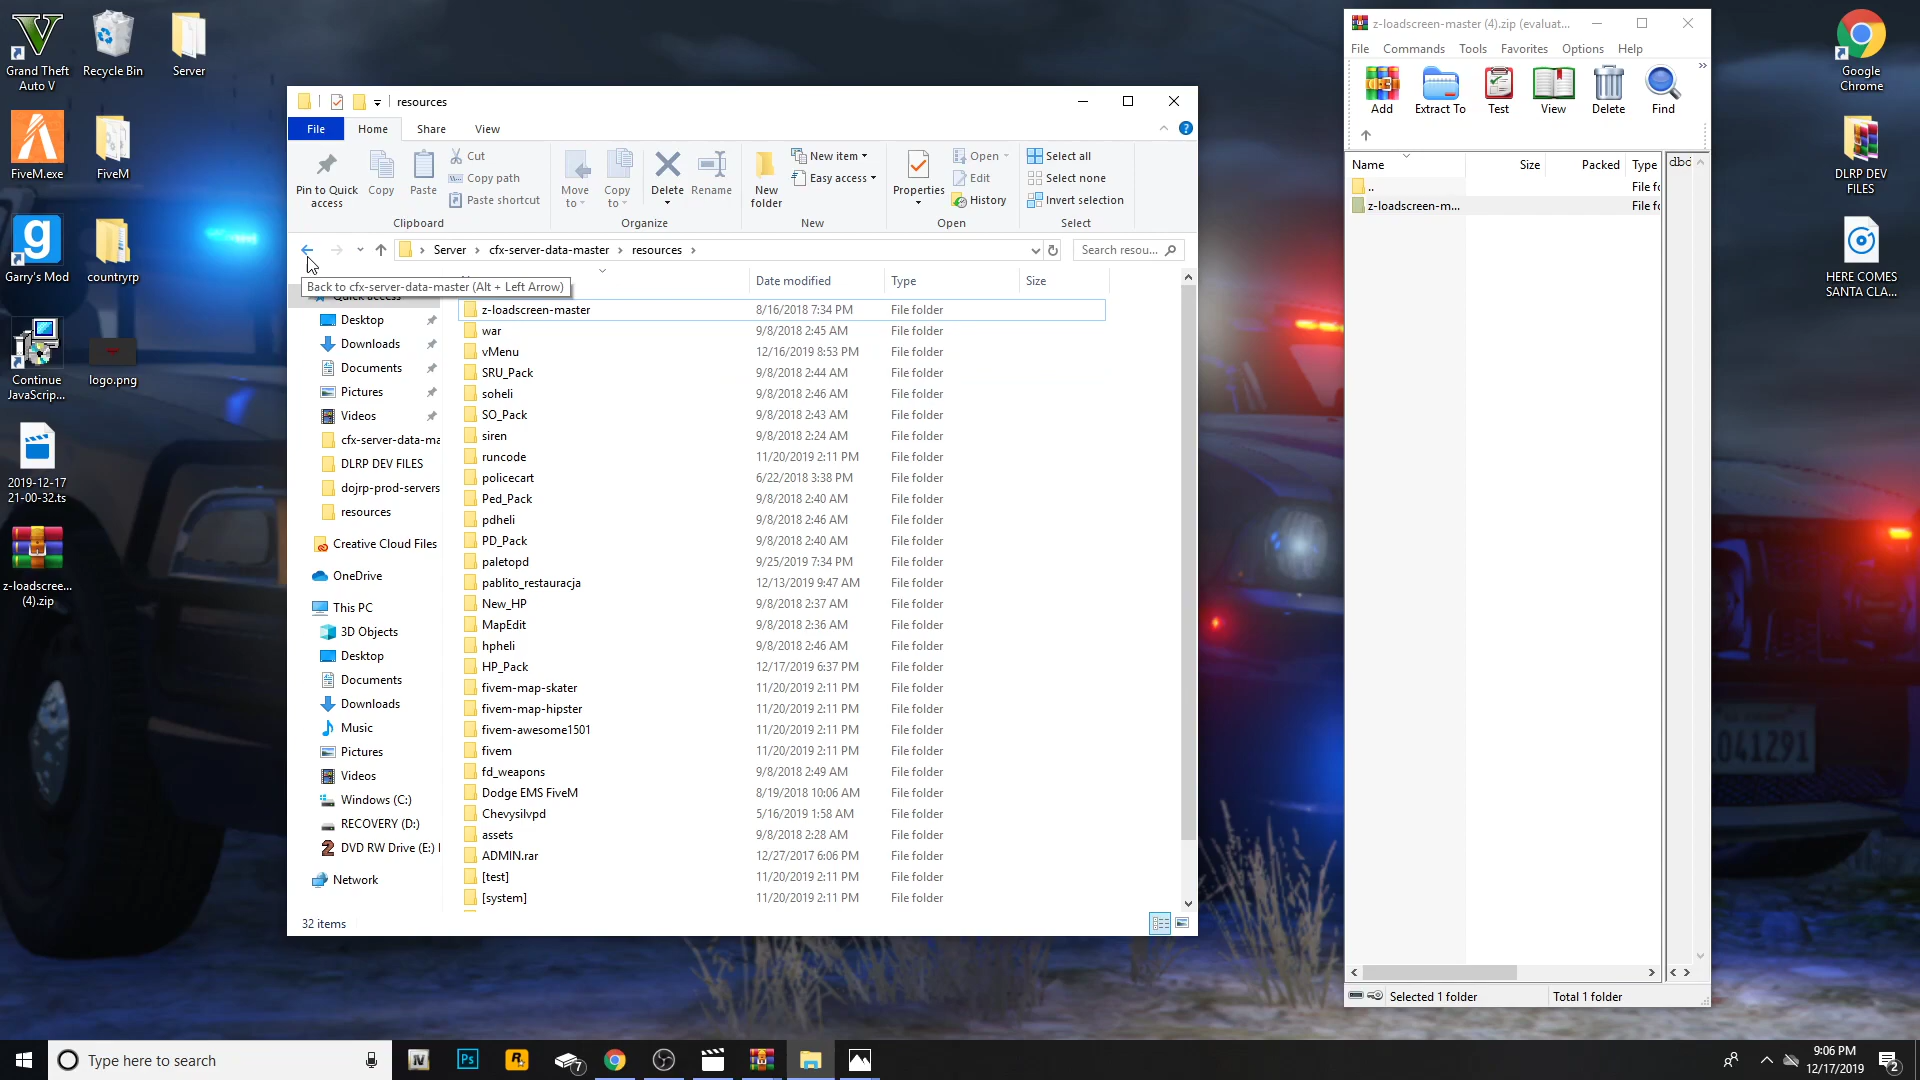 Grand Theft
Auto V
Recycle Bin
Server
FiveM.exe
FiveM
Garry's Mod
countryrp
Continue
JavaScrip...
logo.png
2019-12-17
21-00-32.ts
z-loadscree...
(4).zip
resources
File
Home
Share
View
Pin to Quick
access
Copy
Paste
Cut
Copy path
Paste shortcut
Clipboard
Move
to
Copy
to
Delete
Rename
Organize
New
folder
New item
Easy access
New
Properties
Open
Edit
History
Open
Select all
Select none
Invert selection
Select
Server
cfx-server-data-master
resources
Search resou...
Back to cfx-server-data-master (Alt + Left Arrow)
Date modified
Type
Size
Desktop
Downloads
Documents
Pictures
Videos
cfx-server-data-ma
DLRP DEV FILES
dojrp-prod-servers
resources
Creative Cloud Files
OneDrive
This PC
3D Objects
Desktop
Documents
Downloads
Music
Pictures
Videos
Windows (C:)
RECOVERY (D:)
DVD RW Drive (E:)
Network
z-loadscreen-master 8/16/2018 7:34 PM File folder
war 9/8/2018 2:45 AM File folder
vMenu 12/16/2019 8:53 PM File folder
SRU_Pack 9/8/2018 2:44 AM File folder
soheli 9/8/2018 2:46 AM File folder
SO_Pack 9/8/2018 2:43 AM File folder
siren 9/8/2018 2:24 AM File folder
runcode 11/20/2019 2:11 PM File folder
policecart 6/22/2018 3:38 PM File folder
Ped_Pack 9/8/2018 2:40 AM File folder
pdheli 9/8/2018 2:46 AM File folder
PD_Pack 9/8/2018 2:40 AM File folder
paletopd 9/25/2019 7:34 PM File folder
pablito_restauracja 12/13/2019 9:47 AM File folder
New_HP 9/8/2018 2:37 AM File folder
MapEdit 9/8/2018 2:36 AM File folder
hpheli 9/8/2018 2:46 AM File folder
HP_Pack 12/17/2019 6:37 PM File folder
fivem-map-skater 11/20/2019 2:11 PM File folder
fivem-map-hipster 11/20/2019 2:11 PM File folder
fivem-awesome1501 11/20/2019 2:11 PM File folder
fivem 11/20/2019 2:11 PM File folder
fd_weapons 9/8/2018 2:49 AM File folder
Dodge EMS FiveM 8/19/2018 10:06 AM File folder
Chevysilvpd 5/16/2019 1:58 AM File folder
assets 9/8/2018 2:28 AM File folder
ADMIN.rar 12/27/2017 6:06 PM File folder
[test] 11/20/2019 2:11 PM File folder
[system] 11/20/2019 2:11 PM File folder
32 items
z-loadscreen-master (4).zip (evaluat...
File Commands Tools Favorites Options Help
Add
Extract To
Test
View
Delete
Find
Name Size Packed Type
.. File fo
z-loadscreen-m... File fo
dbd
Selected 1 folder
Total 1 folder
Google
Chrome
DLRP DEV
FILES
HERE COMES
SANTA CLA...
041291
Type here to search
IV
Ps
R
7
9:06 PM
12/17/2019
2